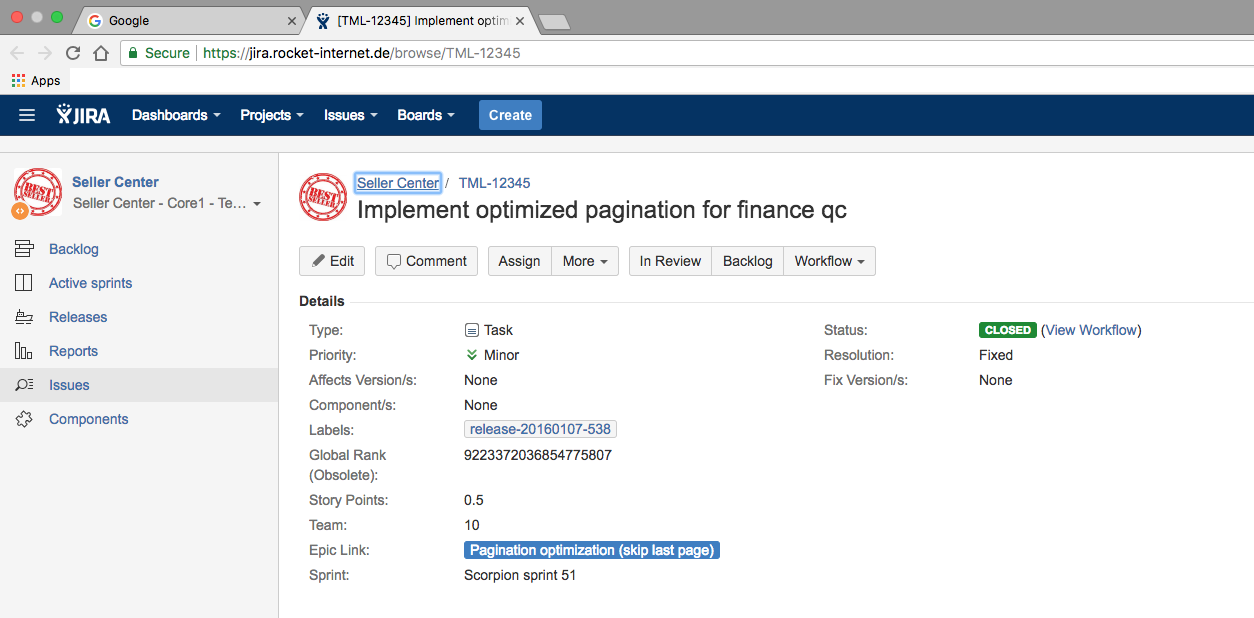 Google
[TML-12345] Implement optim
Secure https://jira.rocket-internet.de/browse/TML-12345
Apps
JIRA Dashboards Projects Issues Boards Create
BEST SELLER
Seller Center
Seller Center - Core1 - Te...
Backlog
Active sprints
Releases
Reports
Issues
Components
BEST SELLER
Seller Center / TML-12345
Implement optimized pagination for finance qc
Edit Comment Assign More In Review Backlog Workflow
Details
Type: Task
Priority: Minor
Affects Version/s: None
Component/s: None
Labels: release-20160107-538
Global Rank (Obsolete): 9223372036854775807
Story Points: 0.5
Team: 10
Epic Link: Pagination optimization (skip last page)
Sprint: Scorpion sprint 51
Status: CLOSED (View Workflow)
Resolution: Fixed
Fix Version/s: None